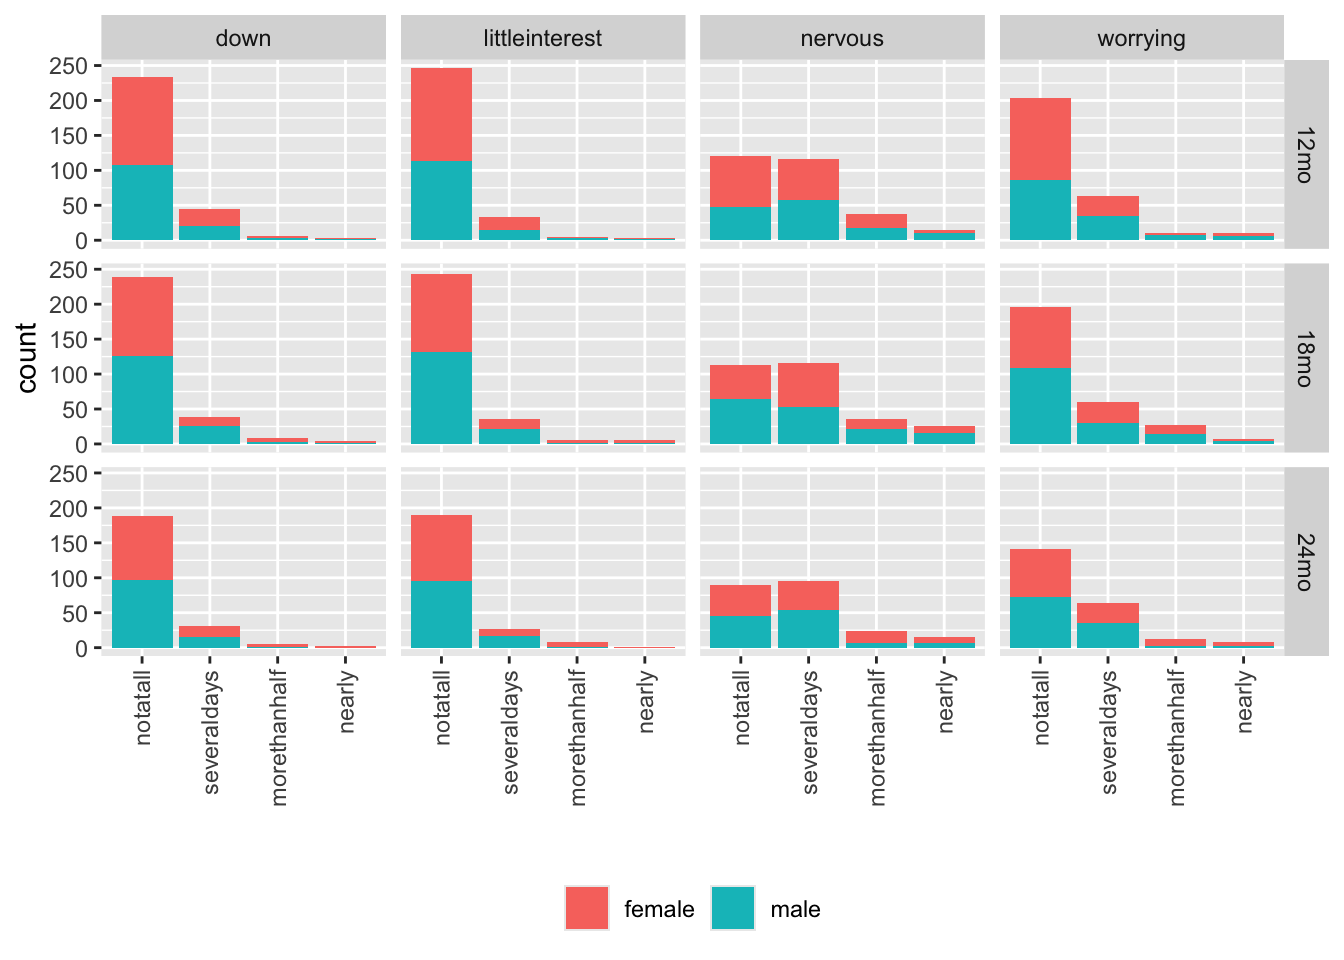 down littleinterest nervous worrying
250
200
150
100
50
0
12mo
250
200
150
100
50
0
18mo
250
200
150
100
50
0
24mo
count
notatall severaldays morethanhalf nearly notatall severaldays morethanhalf nearly notatall severaldays morethanhalf nearly notatall severaldays morethanhalf nearly
female male